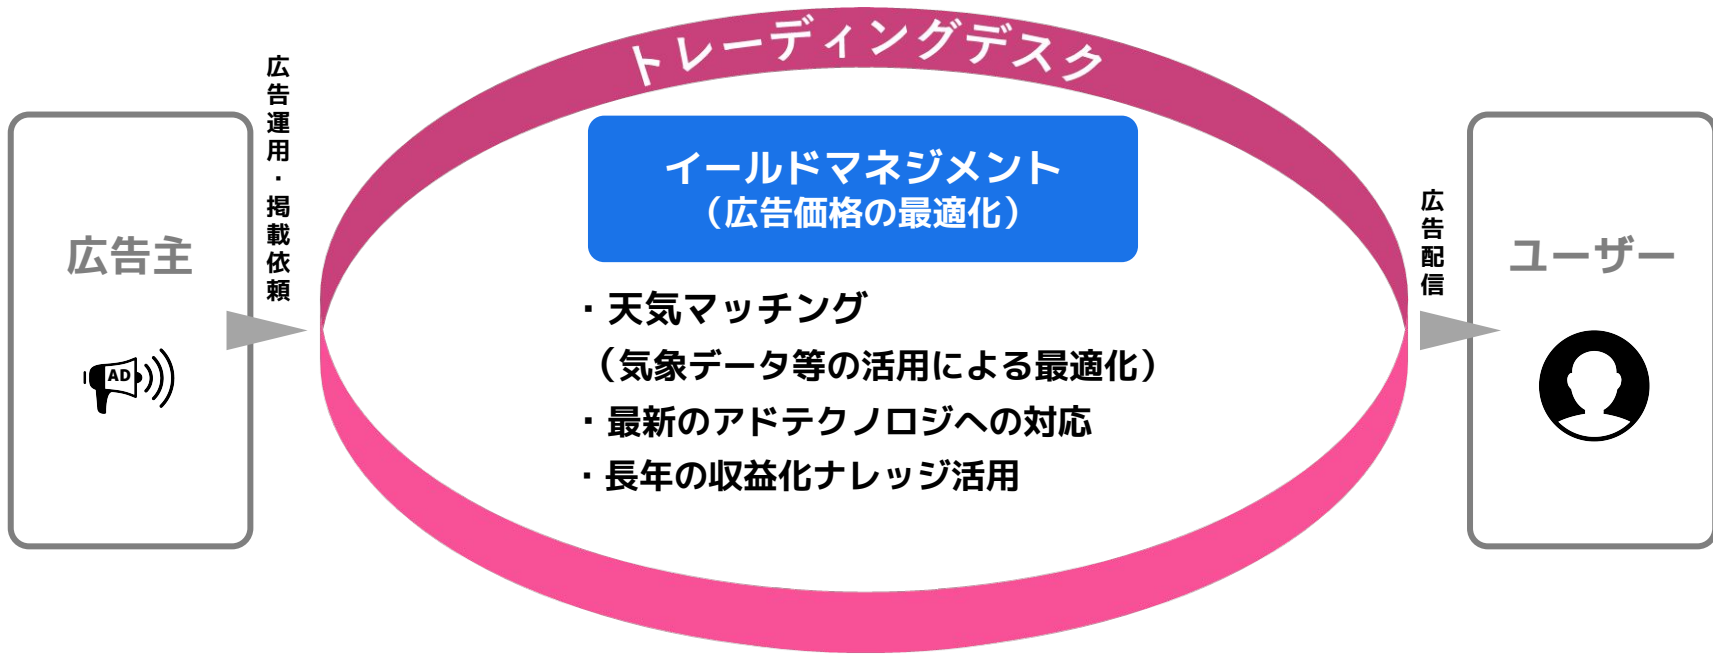 トレーディングデスク
広告運用・掲載依頼
広告主
AD
イールドマネジメント
（広告価格の最適化）
・天気マッチング
（気象データ等の活用による最適化）
・最新のアドテクノロジへの対応
・長年の収益化ナレッジ活用
広告配信
ユーザー